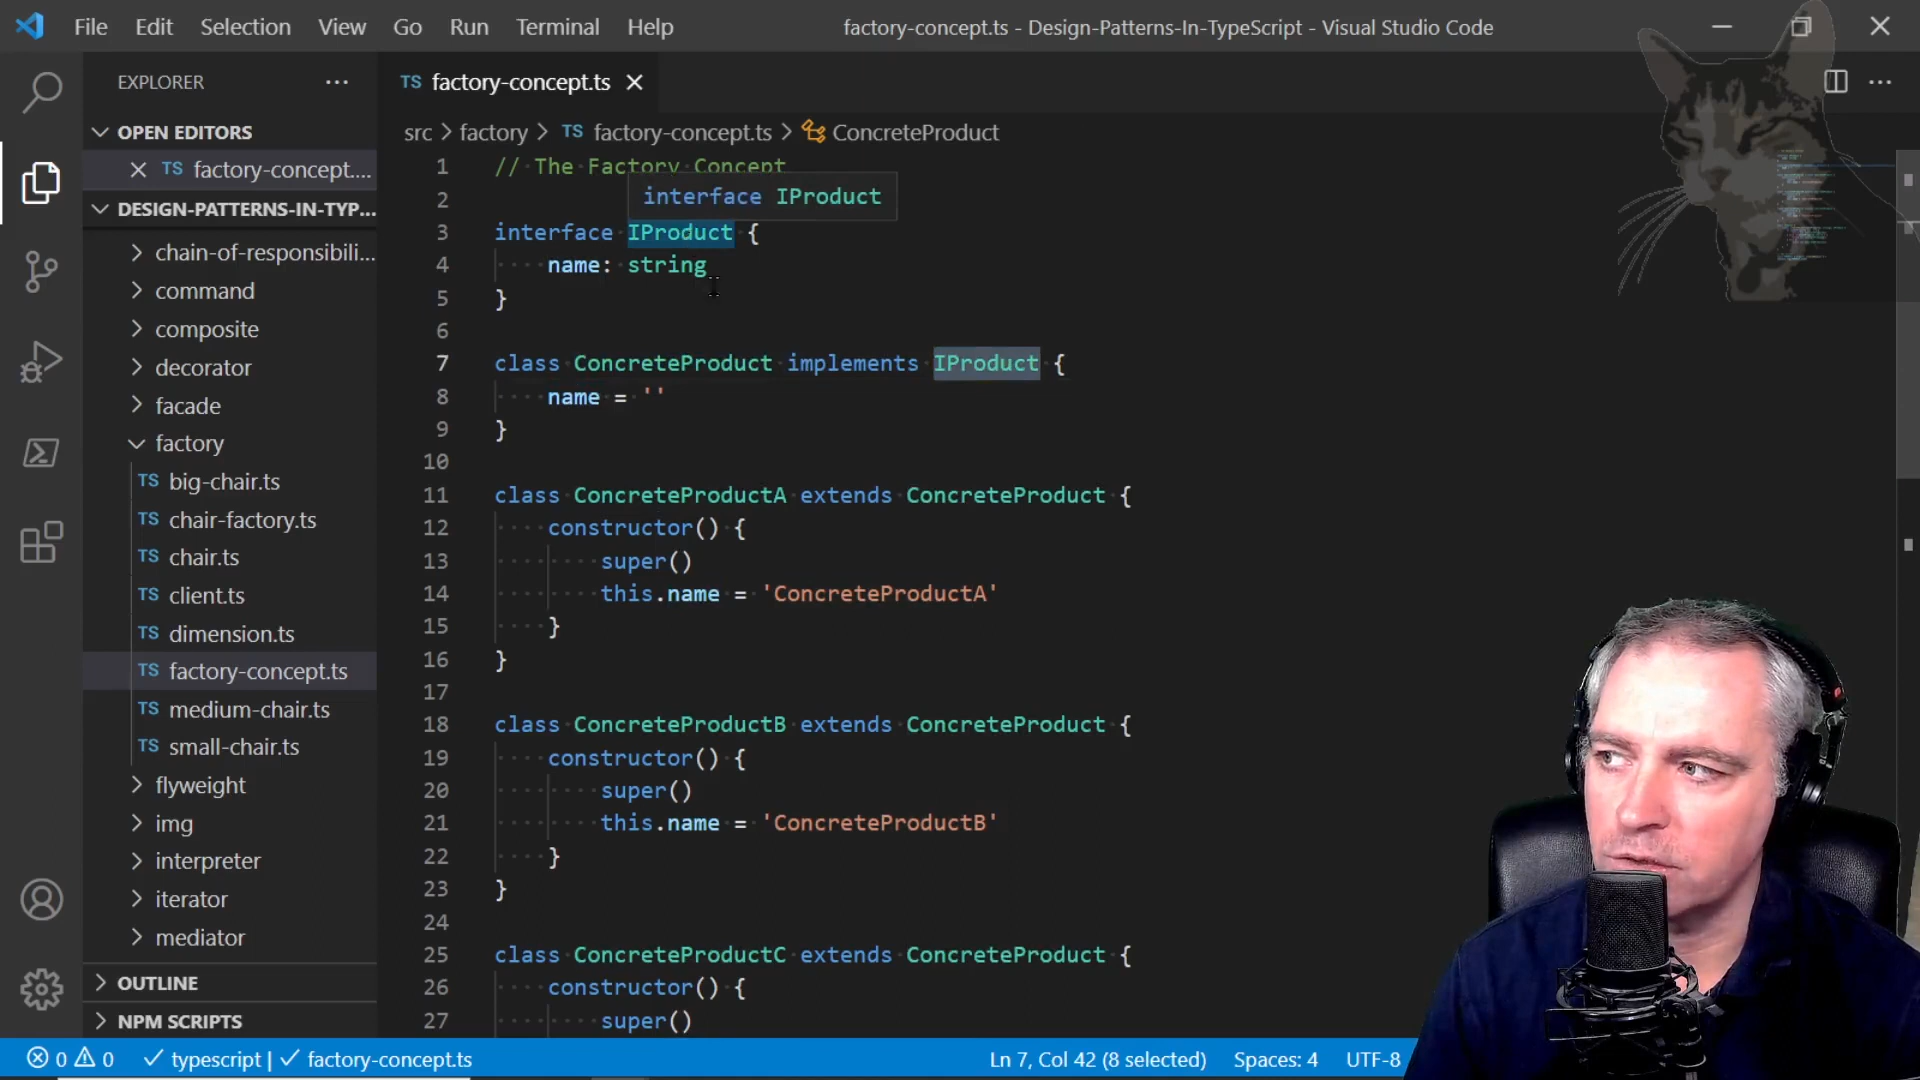 File Edit Selection View Go Run Terminal Help factory-concept.ts - Design-Patterns-In-TypeScript - Visual Studio Code
EXPLORER ···
TS factory-concept.ts
OPEN EDITORS
TS factory-concept....
DESIGN-PATTERNS-IN-TYP...
chain-of-responsibili...
command
composite
decorator
facade
factory
TS big-chair.ts
TS chair-factory.ts
TS chair.ts
TS client.ts
TS dimension.ts
TS factory-concept.ts
TS medium-chair.ts
TS small-chair.ts
flyweight
img
interpreter
iterator
mediator
OUTLINE
NPM SCRIPTS
src > factory > TS factory-concept.ts > ConcreteProduct
1 // The Factory Concept
2
interface IProduct
3 interface IProduct {
4 name: string
5 }
6
7 class ConcreteProduct implements IProduct {
8 name = ''
9 }
10
11 class ConcreteProductA extends ConcreteProduct {
12 constructor() {
13 super()
14 this.name = 'ConcreteProductA'
15 }
16 }
17
18 class ConcreteProductB extends ConcreteProduct {
19 constructor() {
20 super()
21 this.name = 'ConcreteProductB'
22 }
23 }
24
25 class ConcreteProductC extends ConcreteProduct {
26 constructor() {
27 super()
0 0 typescript | factory-concept.ts Ln 7, Col 42 (8 selected) Spaces: 4 UTF-8